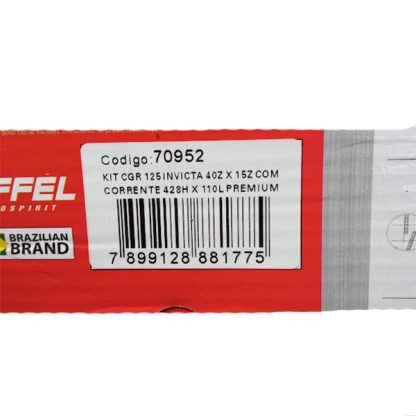 Codigo:70952
KIT CGR 125 INVICTA 40Z X 15Z COM
CORRENTE 428H X 110L PREMIUM
7 899128 881775
FFEL
OSPIRIT
BRAZILIAN
BRAND